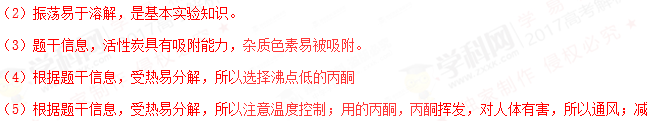 （2）振荡易于溶解，是基本实验知识。
（3）题干信息，活性炭具有吸附能力，杂质色素易被吸附。
（4）根据题干信息，受热易分解，所以选择沸点低的丙酮
（5）根据题干信息，受热易分解，所以注意温度控制；用的丙酮，丙酮挥发，对人体有害，所以通风；减